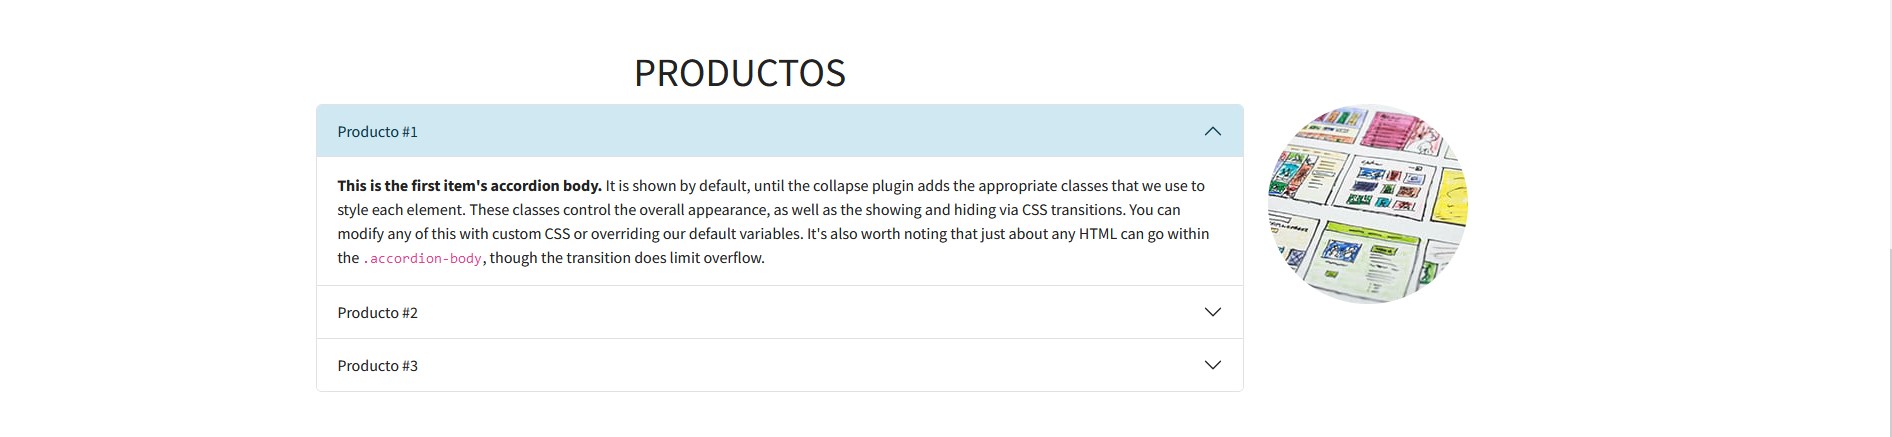 PRODUCTOS
Producto #1
This is the first item's accordion body. It is shown by default, until the collapse plugin adds the appropriate classes that we use to
style each element. These classes control the overall appearance, as well as the showing and hiding via CSS transitions. You can
modify any of this with custom CSS or overriding our default variables. It's also worth noting that just about any HTML can go within
the .accordion-body, though the transition does limit overflow.
Producto #2
Producto #3